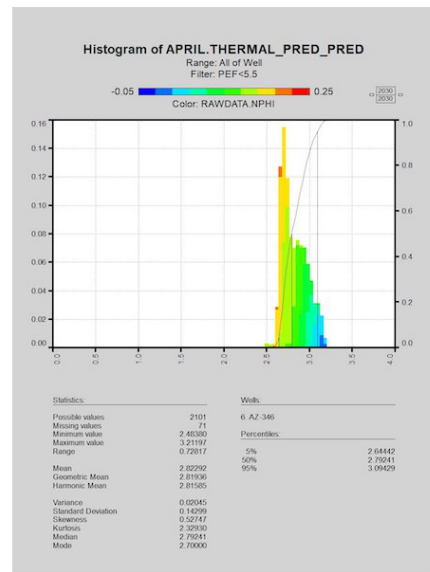 Histogram of APRIL.THERMAL_PRED_PRED
Range: All of Well
Filter: PEF<5.5
-0.05 0.25
Color: RAWDATA.NPHI
2030
2030
0.16 1.0
0.14
0.12 0.8
0.10 0.6
0.08
0.06 0.4
0.04 0.2
0.02
0.00 0.0
0.0 0.5 1.0 1.5 2.0 2.5 3.0 3.5 4.0
Statistics: Wells:
Possible values 2101 6. AZ-346
Missing values 71
Minimum value 2.48380 Percentiles:
Maximum value 3.21197
Range 0.72817 5% 2.64442
50% 2.79241
Mean 2.82292 95% 3.09429
Geometric Mean 2.81936
Harmonic Mean 2.81585
Variance 0.02045
Standard Deviation 0.14299
Skewness 0.52747
Kurtosis 2.32930
Median 2.79241
Mode 2.70000